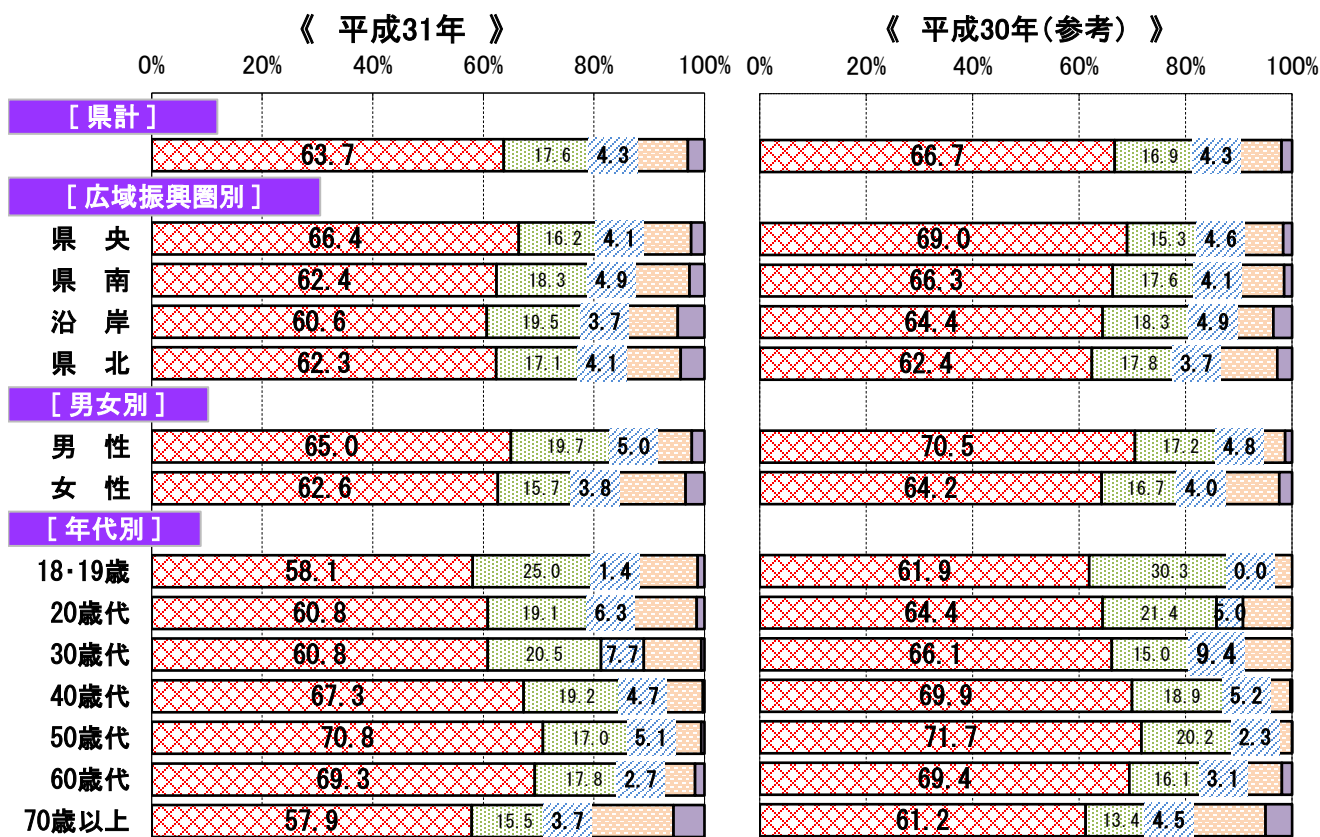 《 平成31年 》 《 平成30年(参考) 》
0% 20% 40% 60% 80% 100% 0% 20% 40% 60% 80% 100%
[ 県計 ]
63.7 17.6 4.3 66.7 16.9 4.3
[ 広域振興圏別 ]
県 央 66.4 16.2 4.1 69.0 15.3 4.6
県 南 62.4 18.3 4.9 66.3 17.6 4.1
沿 岸 60.6 19.5 3.7 64.4 18.3 4.9
県 北 62.3 17.1 4.1 62.4 17.8 3.7
[ 男女別 ]
男 性 65.0 19.7 5.0 70.5 17.2 4.8
女 性 62.6 15.7 3.8 64.2 16.7 4.0
[ 年代別 ]
18・19歳 58.1 25.0 1.4 61.9 30.3 0.0
20歳代 60.8 19.1 6.3 64.4 21.4 5.0
30歳代 60.8 20.5 7.7 66.1 15.0 9.4
40歳代 67.3 19.2 4.7 69.9 18.9 5.2
50歳代 70.8 17.0 5.1 71.7 20.2 2.3
60歳代 69.3 17.8 2.7 69.4 16.1 3.1
70歳以上 57.9 15.5 3.7 61.2 13.4 4.5